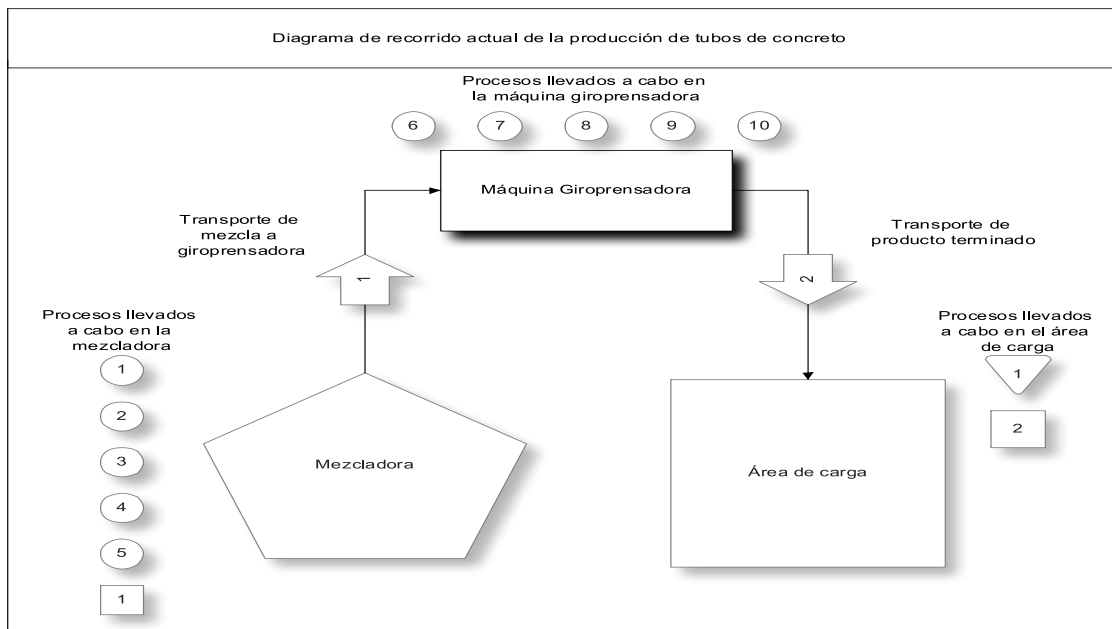 Diagrama de recorrido actual de la producción de tubos de concreto
Procesos llevados a cabo en
la máquina giroprensadora
6
7
8
9
10
Máquina Giroprensadora
Transporte de
mezcla a
giroprensadora
1
Transporte de
producto terminado
2
Procesos llevados
a cabo en la
mezcladora
1
2
3
4
5
1
Mezcladora
Área de carga
Procesos llevados
a cabo en el área
de carga
1
2